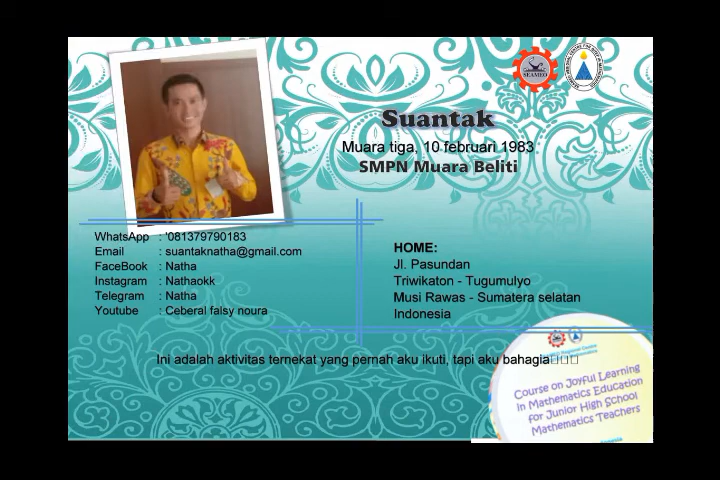 SEAMEO
Suantak
Muara tiga, 10 februari 1983
SMPN Muara Beliti
WhatsApp : '081379790183
Email : suantaknatha@gmail.com
FaceBook : Natha
Instagram : Nathaokk
Telegram : Natha
Youtube : Ceberal falsy noura
HOME:
Jl. Pasundan
Triwikaton - Tugumulyo
Musi Rawas - Sumatera selatan
Indonesia
Ini adalah aktivitas ternekat yang pernah aku ikuti, tapi aku bahagia
Course on Joyful Learning
in Mathematics Education
for Junior High School
Mathematics Teachers